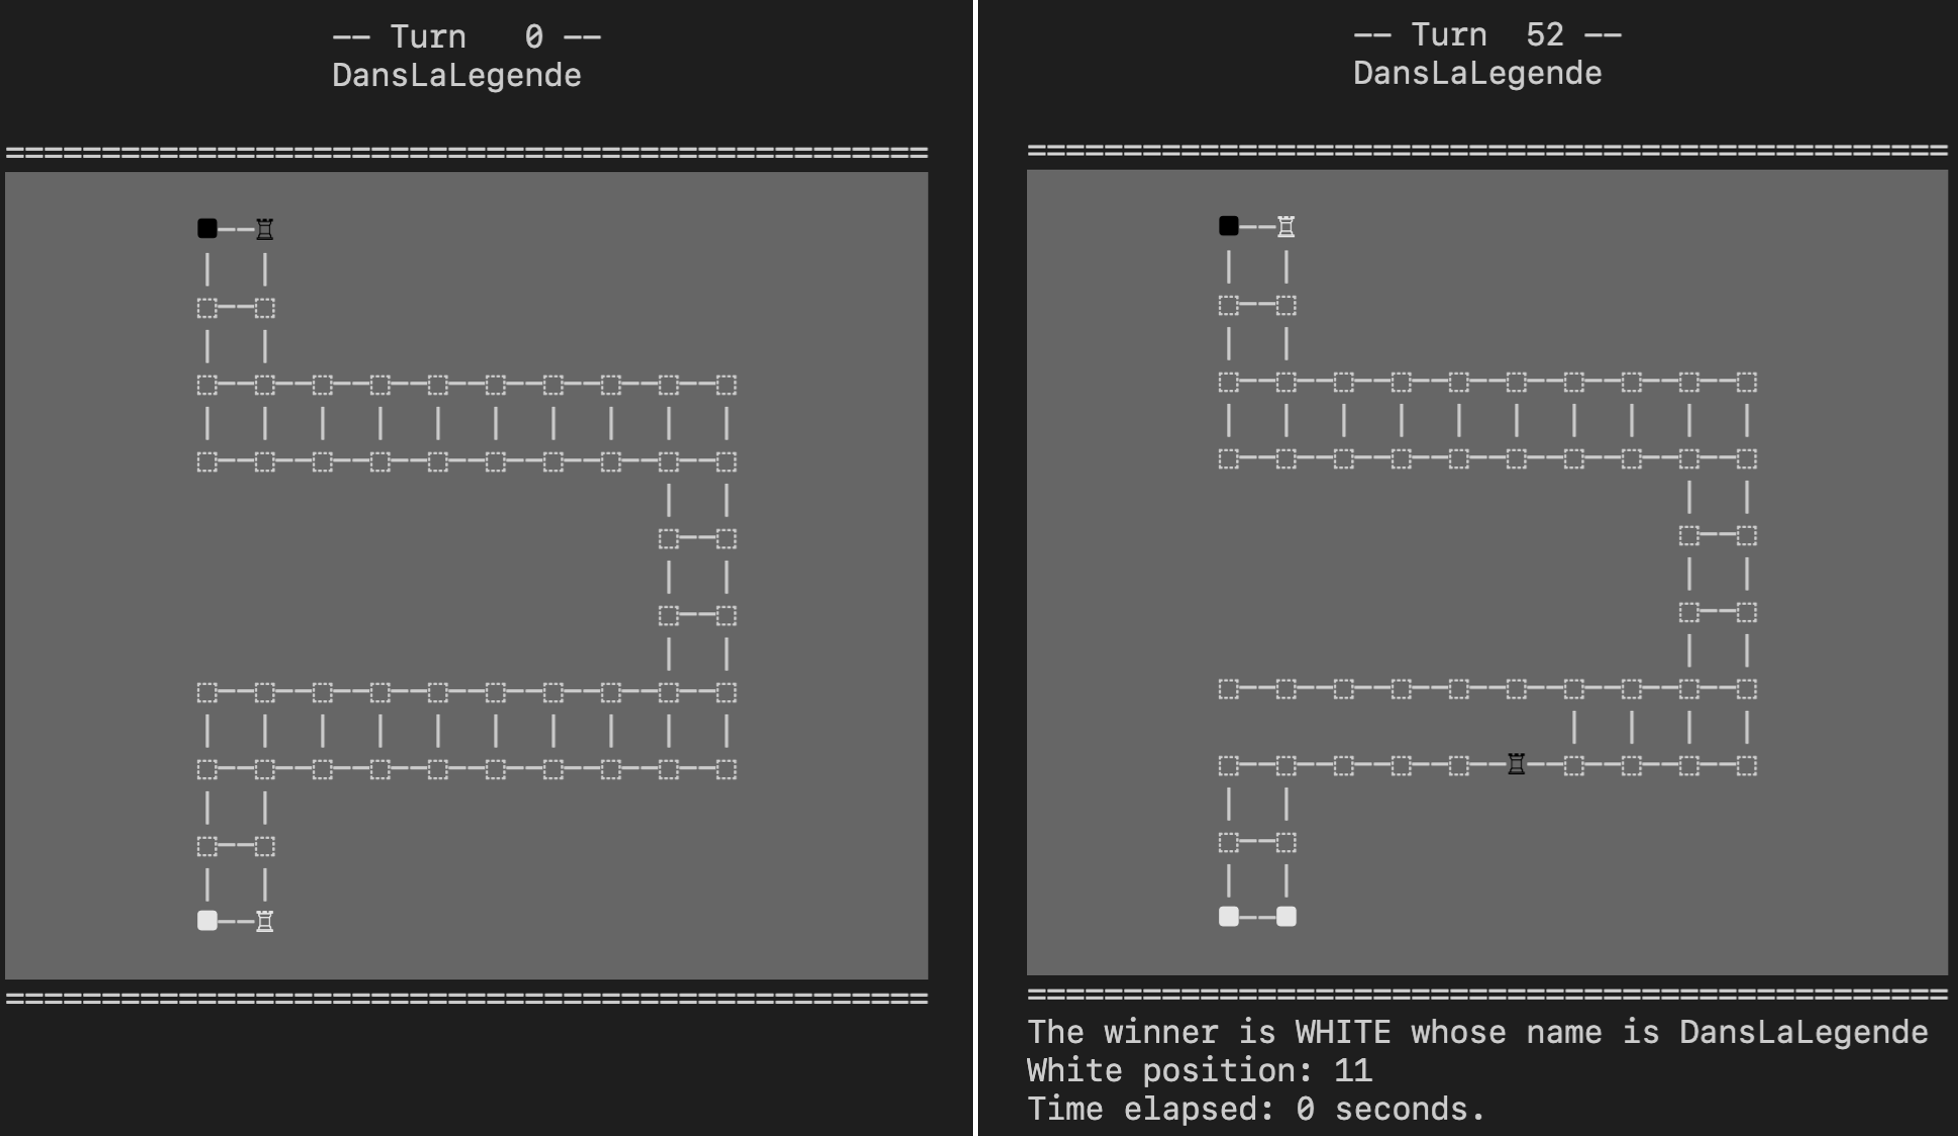 -- Turn   0 --
DansLaLegende
-- Turn  52 --
DansLaLegende
The winner is WHITE whose name is DansLaLegende
White position: 11
Time elapsed: 0 seconds.